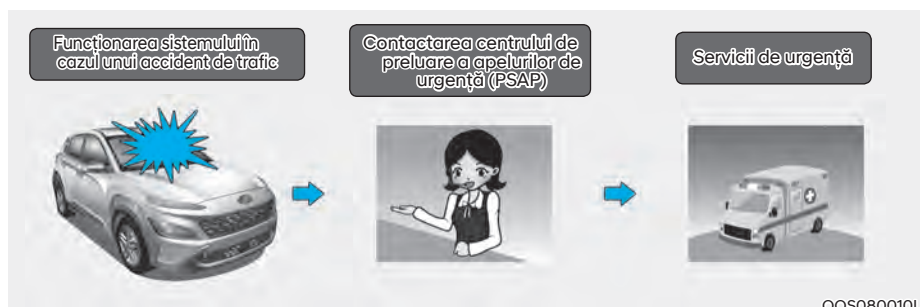 Funcționarea sistemului în
cazul unui accident de trafic
Contactarea centrului de
preluare a apelurilor de
urgență (PSAP)
Servicii de urgență